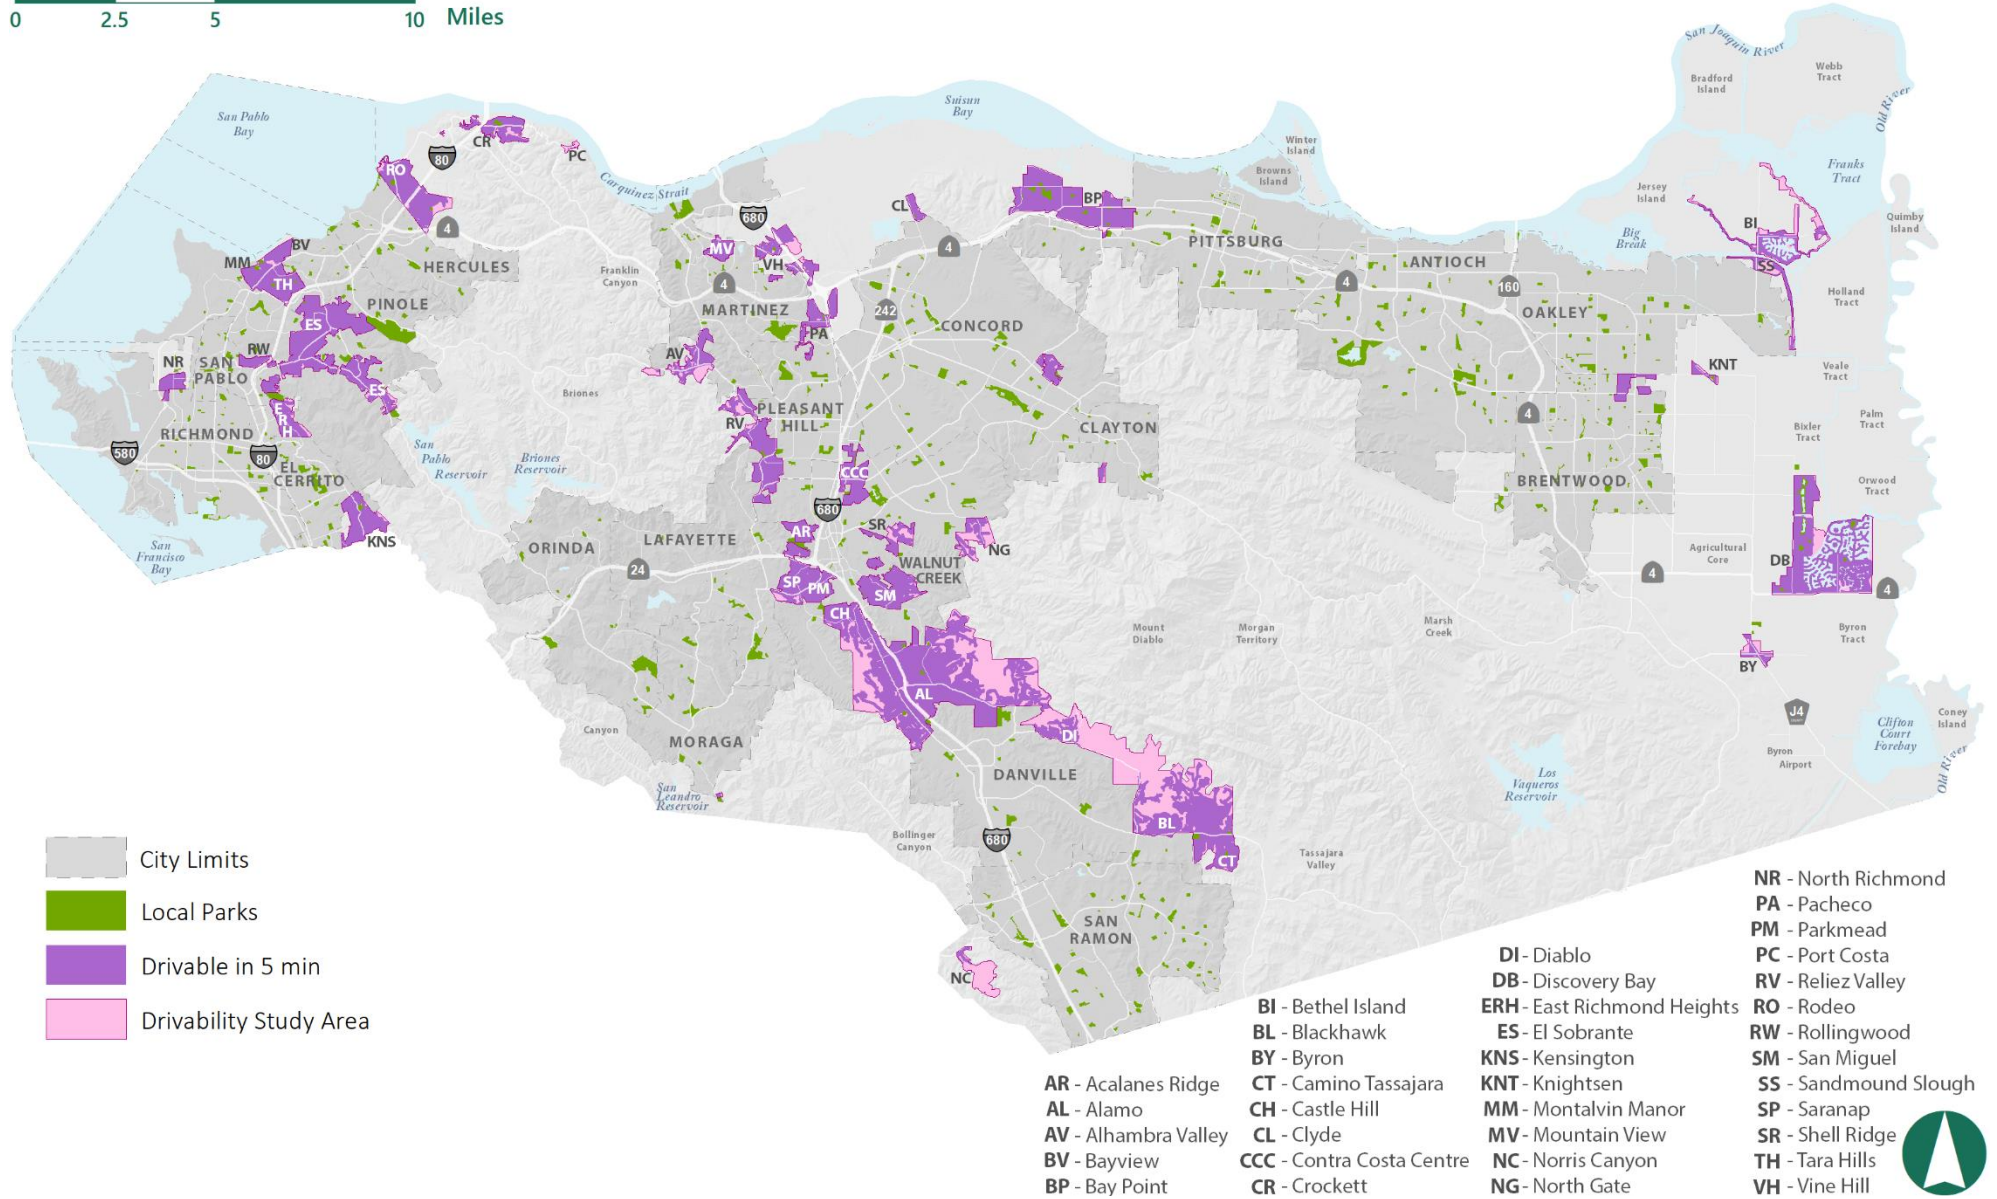 0 2.5 5 10 Miles
San Joaquin River
Webb
Tract
Bradford
Island
Old River
San Pablo
Bay
Suisun
Bay
CR
80
PC
Winter
Island
Browns
Island
Franks
Tract
RO
Carquinez Strait
Jersey
Island
CL
BP
680
4
BI
Quimby
Island
BV
MV
4
PITTSBURG
Big
Break
MM
HERCULES
VH
ANTIOCH
SS
TH
Franklin
Canyon
4
4
160
Holland
Tract
PINOLE
MARTINEZ
242
OAKLEY
ES
CONCORD
PA
RW
AV
NR
SAN
PABLO
KNT
Veale
Tract
ES
Briones
E
R
H
PLEASANT
HILL
4
Palm
Tract
RV
CLAYTON
Bixler
Tract
RICHMOND
580
80
San
Pablo
Reservoir
Briones
Reservoir
EL
CERRITO
CCC
BRENTWOOD
Orwood
Tract
680
SR
AR
KNS
ORINDA
LAFAYETTE
NG
San
Francisco
Bay
WALNUT
CREEK
Agricultural
Core
24
DB
4
4
SP
PM
SM
CH
Mount
Diablo
Morgan
Territory
Marsh
Creek
Byron
Tract
BY
AL
Canyon
DI
J4
Coney
Island
Clifton
Court
Forebay
MORAGA
Byron
Airport
Old River
DANVILLE
Los
Vaqueros
Reservoir
San
Leandro
Reservoir
BL
Bollinger
Canyon
680
CT
Tassajara
Valley
SAN
RAMON
NC
City Limits
Local Parks
Drivable in 5 min
Drivability Study Area
AR - Acalanes Ridge
AL - Alamo
AV - Alhambra Valley
BV - Bayview
BP - Bay Point
BI - Bethel Island
BL - Blackhawk
BY - Byron
CT - Camino Tassajara
CH - Castle Hill
CL - Clyde
CCC - Contra Costa Centre
CR - Crockett
DI - Diablo
DB - Discovery Bay
ERH - East Richmond Heights
ES - El Sobrante
KNS - Kensington
KNT - Knightsen
MM - Montalvin Manor
MV - Mountain View
NC - Norris Canyon
NG - North Gate
NR - North Richmond
PA - Pacheco
PM - Parkmead
PC - Port Costa
RV - Reliez Valley
RO - Rodeo
RW - Rollingwood
SM - San Miguel
SS - Sandmound Slough
SP - Saranap
SR - Shell Ridge
TH - Tara Hills
VH - Vine Hill